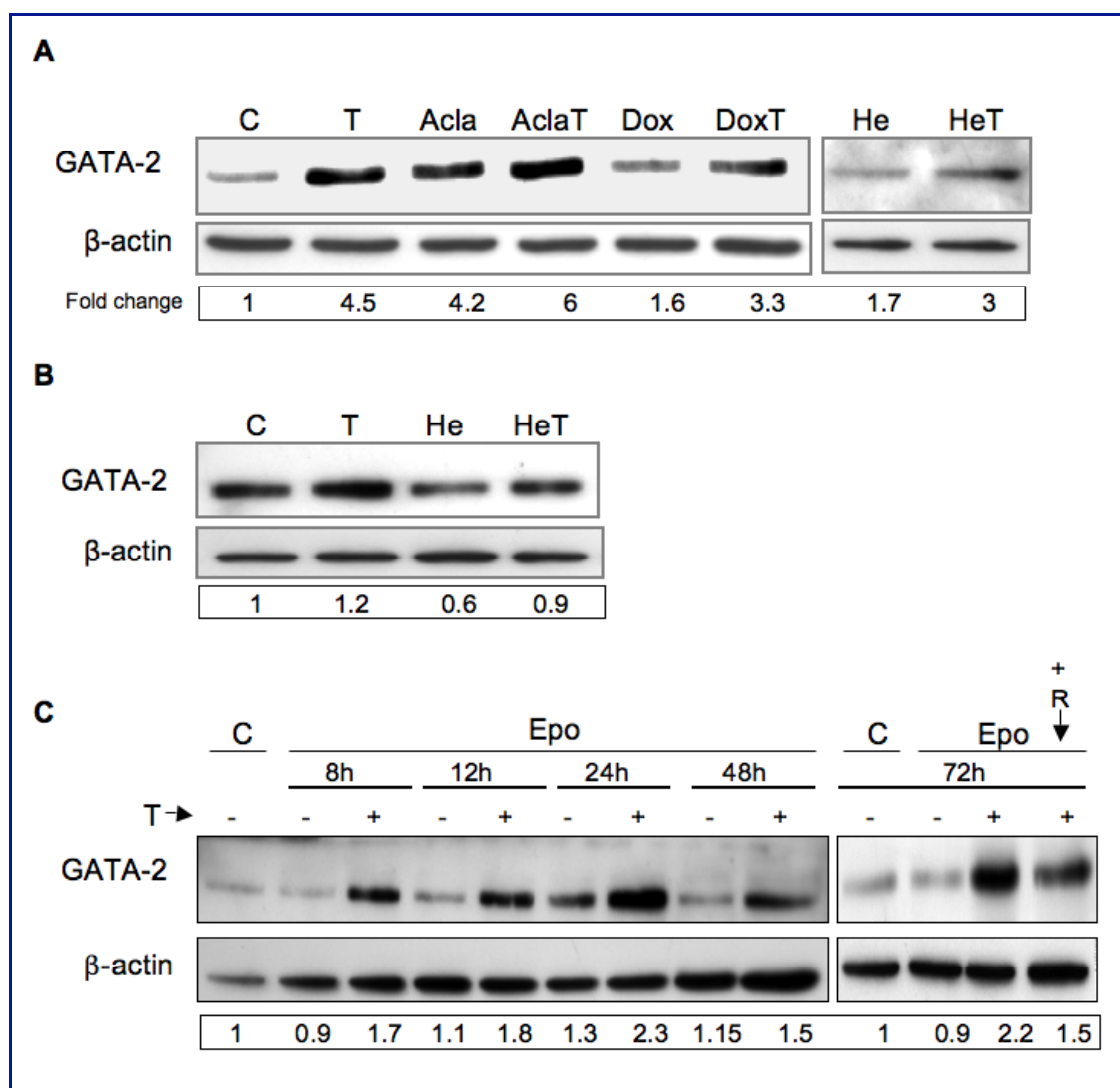 A
C T Acla AclaT Dox DoxT He HeT
GATA-2
β-actin
Fold change 1 4.5 4.2 6 1.6 3.3 1.7 3
B
C T He HeT
GATA-2
β-actin
1 1.2 0.6 0.9
+
R
C
C Epo C Epo
8h 12h 24h 48h 72h
T - - + - + - + - + - - + +
GATA-2
β-actin
1 0.9 1.7 1.1 1.8 1.3 2.3 1.15 1.5 1 0.9 2.2 1.5